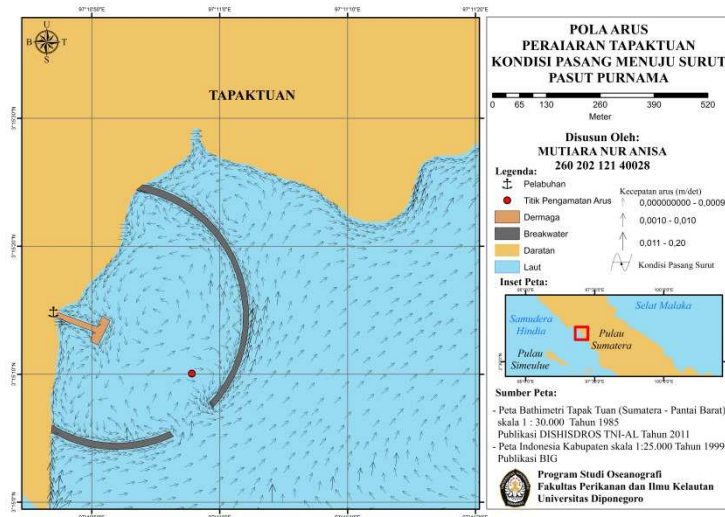 97°10'50"E
97°11'0"E
97°11'10"E
97°11'20"E
U
B T
S
TAPAKTUAN
POLA ARUS
PERAIARAN TAPAKTUAN
KONDISI PASANG MENUJU SURUT
PASUT PURNAMA
0 65 130 260 390 520
Meter
Disusun Oleh:
MUTIARA NUR ANISA
260 202 121 40028
Legenda:
Pelabuhan
Titik Pengamatan Arus
Dermaga
Breakwater
Daratan
Laut
Kecepatan arus (m/det)
0,000000000 - 0,0009
0,0010 - 0,010
0,011 - 0,20
Kondisi Pasang Surut
Inset Peta:
Samudera
Hindia
Selat Malaka
Pulau
Sumatera
Pulau
Simeulue
Sumber Peta:
- Peta Bathimetri Tapak Tuan (Sumatera - Pantai Barat)
skala 1 : 30.000 Tahun 1985
Publikasi DISHISDROS TNI-AL Tahun 2011
- Peta Indonesia Kabupaten skala 1:25.000 Tahun 1999
Publikasi BIG
Program Studi Oseanografi
Fakultas Perikanan dan Ilmu Kelautan
Universitas Diponegoro